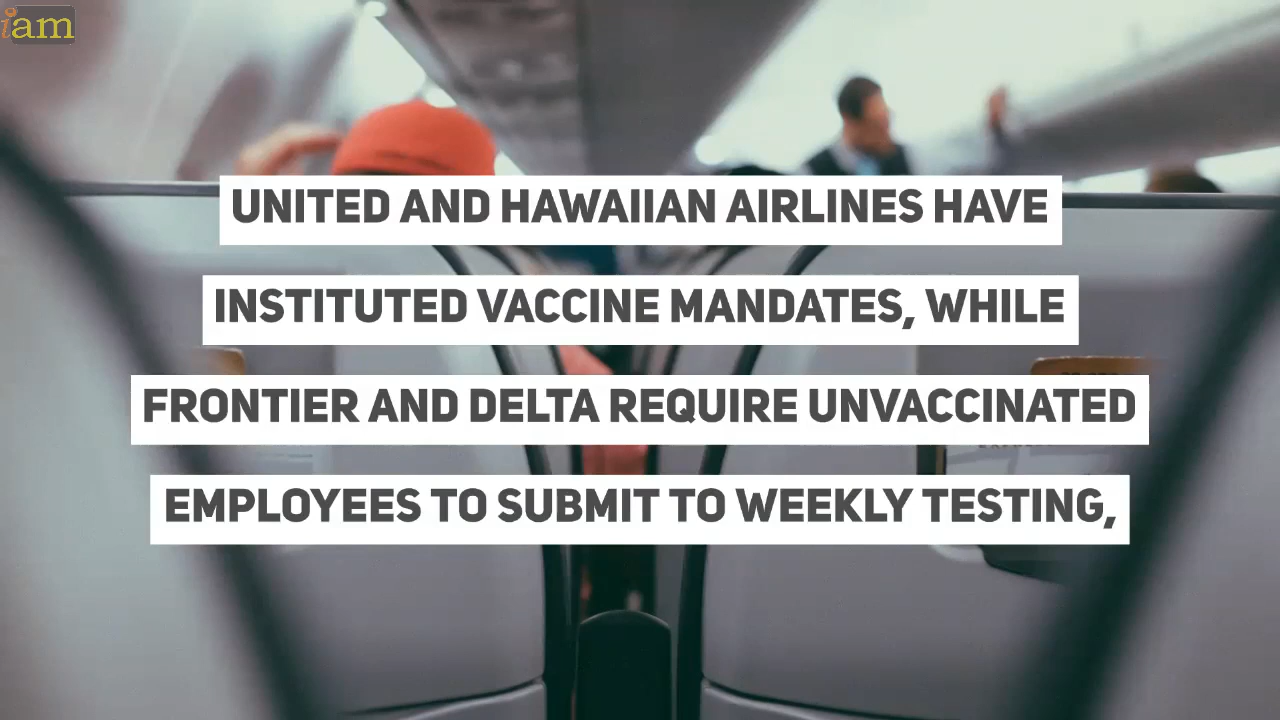 iam
UNITED AND HAWAIIAN AIRLINES HAVE
INSTITUTED VACCINE MANDATES, WHILE
FRONTIER AND DELTA REQUIRE UNVACCINATED
EMPLOYEES TO SUBMIT TO WEEKLY TESTING,